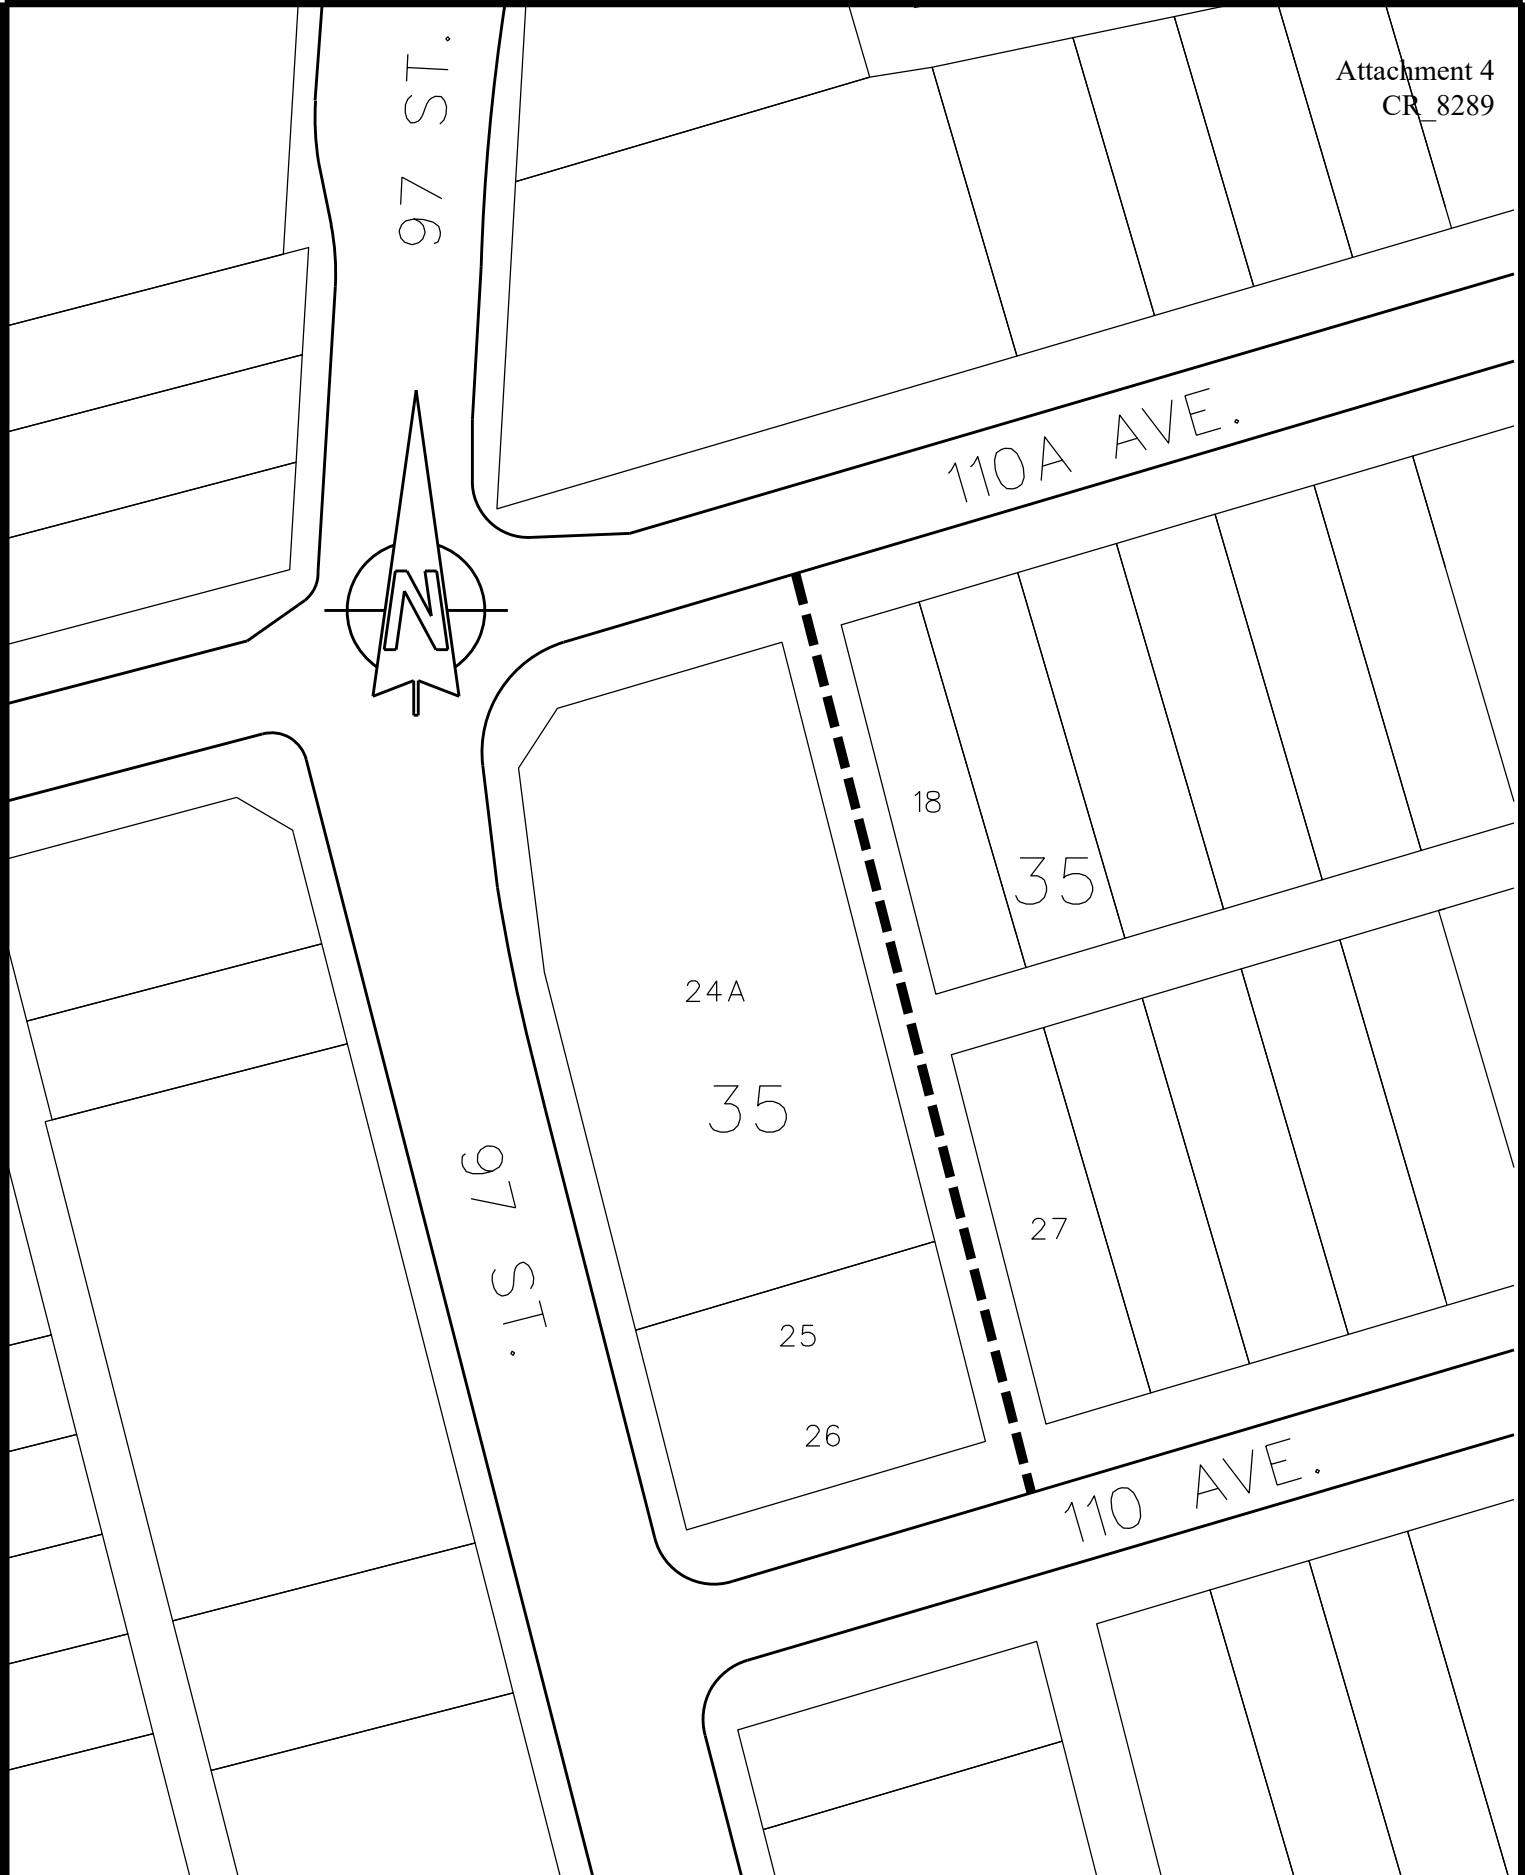 Attachment 4
CR_8289
97 ST.
110A AVE.
N
18
35
24A
35
97 ST.
27
25
26
110 AVE.